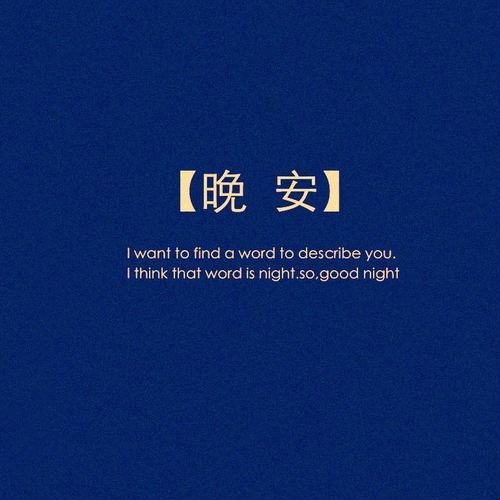 【晚 安】
I want to find a word to describe you.
I think that word is night.so,good night